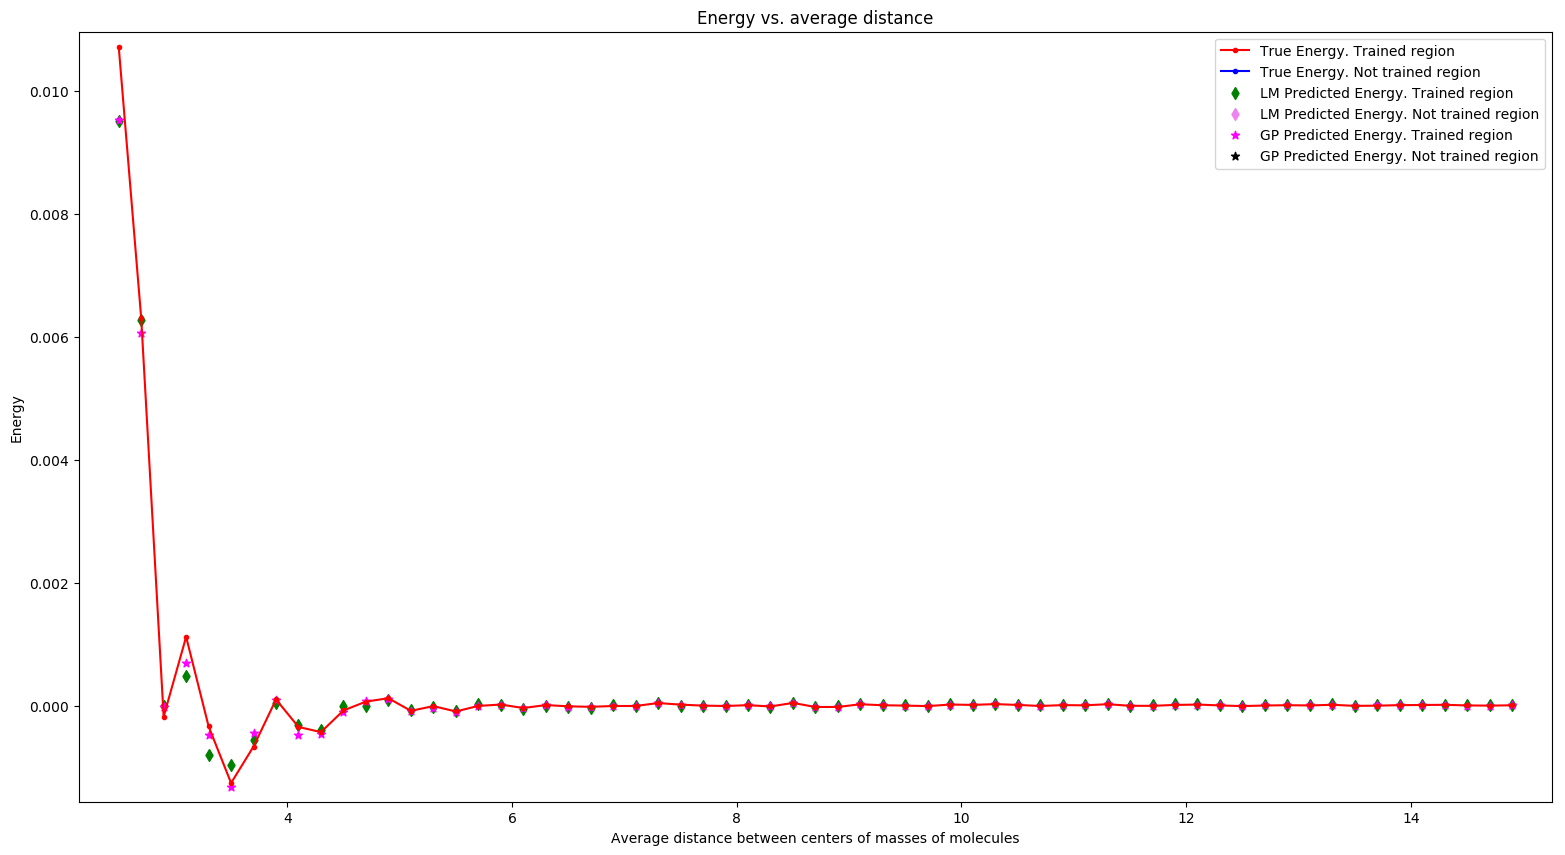 Energy vs. average distance
True Energy. Trained region
True Energy. Not trained region
LM Predicted Energy. Trained region
LM Predicted Energy. Not trained region
GP Predicted Energy. Trained region
GP Predicted Energy. Not trained region
0.010
0.008
0.006
0.004
0.002
0.000
Energy
4 6 8 10 12 14
Average distance between centers of masses of molecules